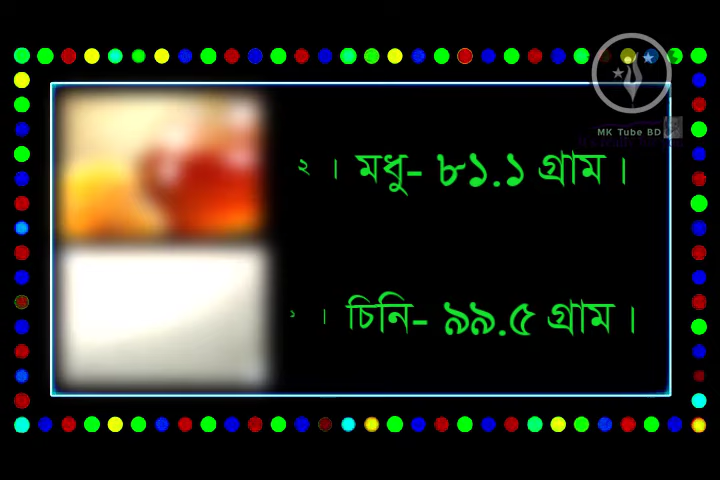 MK Tube BD
২ । মধু- ৮১.১ গ্রাম ।
১ । চিনি- ৯৯.৫ গ্রাম ।